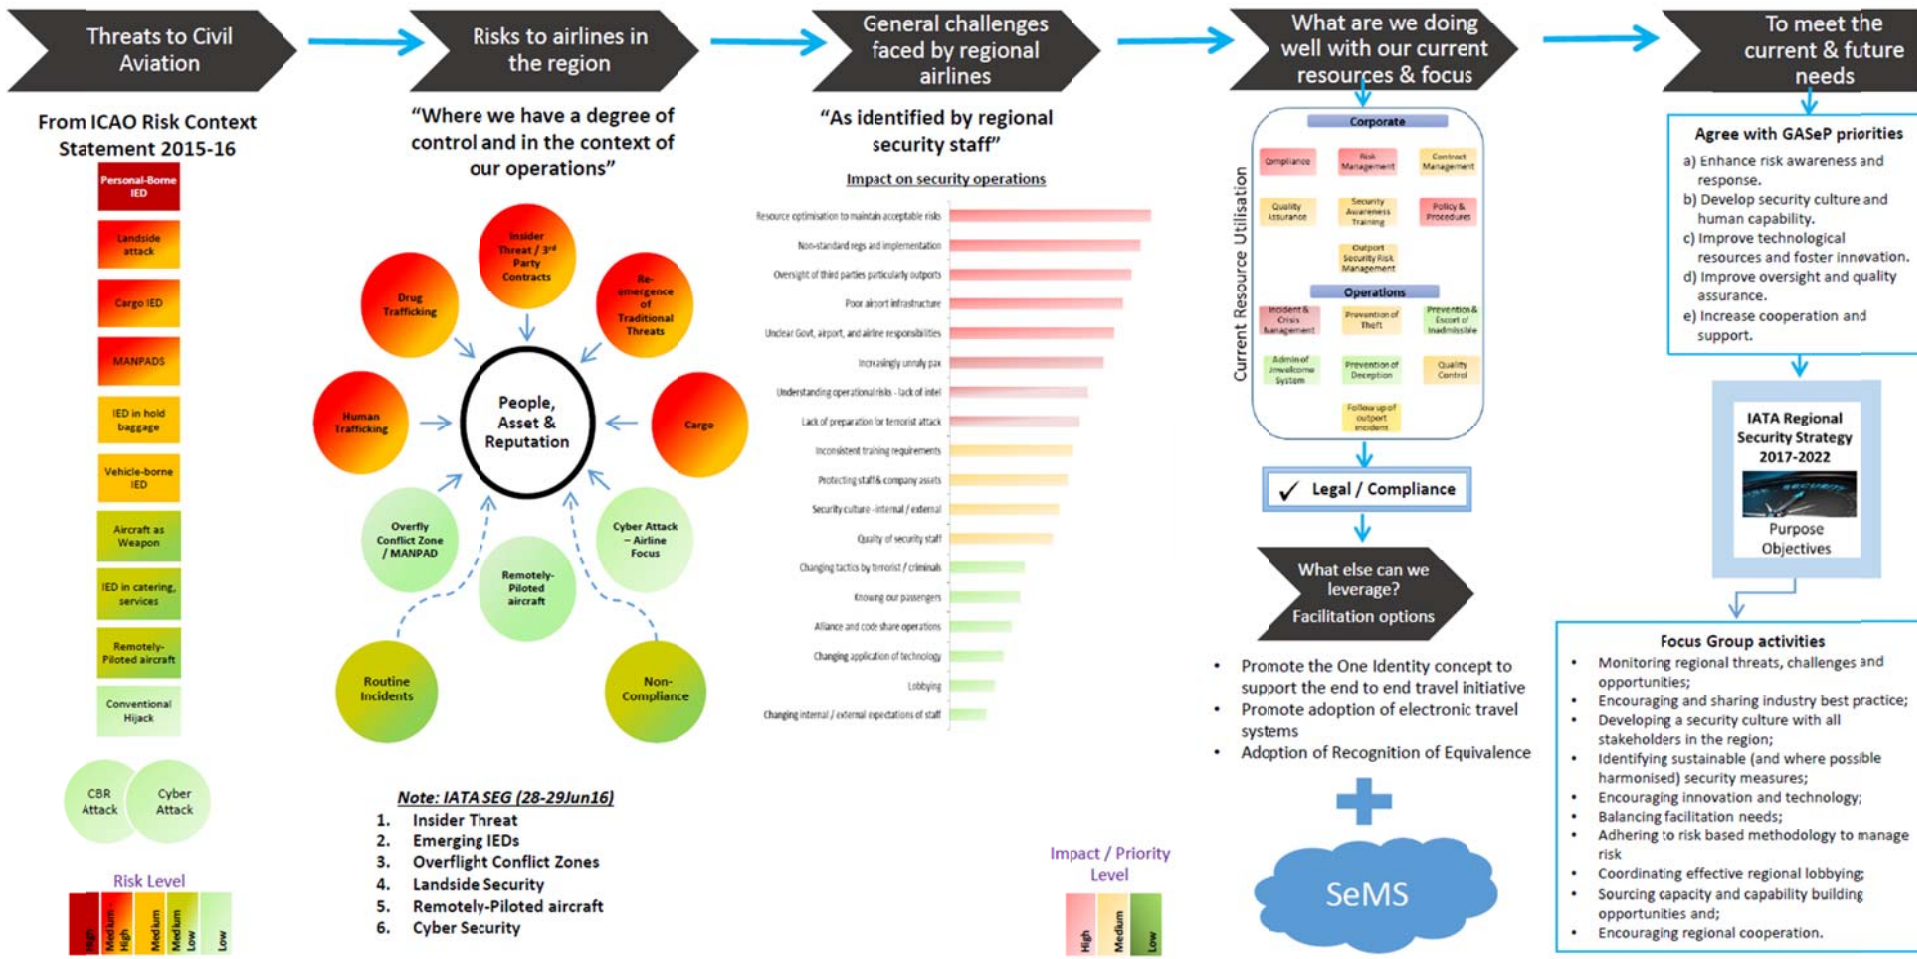 Threats to Civil
Aviation
From ICAO Risk Context
Statement 2015-16
Personal-Borne
IED
Landside
attack
Cargo IED
MANPADS
IED in hold
baggage
Vehicle-borne
IED
Aircraft as
Weapon
IED in catering,
services
Remotely-
Piloted aircraft
Conventional
Hijack
CBR
Attack
Cyber
Attack
Risk Level
High
Medium -
High
Medium
Medium
Low
Low
Risks to airlines in
the region
“Where we have a degree of
control and in the context of
our operations”
Insider
Threat / 3rd
Party
Contracts
Drug
Trafficking
Re-
emergence
of
Traditional
Threats
Human
Trafficking
People,
Asset &
Reputation
Cargo
Overfly
Conflict Zone
/ MANPAD
Cyber Attack
– Airline
Focus
Remotely-
Piloted
aircraft
Routine
Incidents
Non-
Compliance
Note: IATA SEG (28-29Jun16)
1. Insider Threat
2. Emerging IEDs
3. Overflight Conflict Zones
4. Landside Security
5. Remotely-Piloted aircraft
6. Cyber Security
General challenges
faced by regional
airlines
“As identified by regional
security staff”
Impact on security operations
Resource optimisation to maintain acceptable risks
Non-standard regs and implementation
Oversight of third parties particularly outports
Poor airport infrastructure
Unclear Govt, airport, and airline responsibilities
Increasingly unruly pax
Understanding operational risks - lack of intel
Lack of preparation for terrorist attack
Inconsistent training requirements
Protecting staff & company assets
Security culture - internal / external
Quality of security staff
Changing tactics by terrorist / criminals
Knowing our passengers
Alliance and code share operations
Changing application of technology
Lobbying
Changing internal / external expectations of staff
Impact / Priority
Level
High
Medium
Low
What are we doing
well with our current
resources & focus
Current Resource Utilisation
Corporate
Compliance
Risk
Management
Contract
Management
Quality
Assurance
Security
Awareness
Training
Policy &
Procedures
Outport
Security Risk
Management
Operations
Incident &
Crisis
Management
Prevention of
Theft
Prevention &
Escort of
Inadmissible
Admin of
Unwelcome
System
Prevention of
Deception
Quality
Control
Follow up of
outport
incidents
✓ Legal / Compliance
What else can we
leverage?
Facilitation options
• Promote the One Identity concept to
support the end to end travel initiative
• Promote adoption of electronic travel
systems
• Adoption of Recognition of Equivalence
SeMS
To meet the
current & future
needs
Agree with GASeP priorities
a) Enhance risk awareness and
response.
b) Develop security culture and
human capability.
c) Improve technological
resources and foster innovation.
d) Improve oversight and quality
assurance.
e) Increase cooperation and
support.
IATA Regional
Security Strategy
2017-2022
SECURITY
Purpose
Objectives
Focus Group activities
• Monitoring regional threats, challenges and
opportunities;
• Encouraging and sharing industry best practice;
• Developing a security culture with all
stakeholders in the region;
• Identifying sustainable (and where possible
harmonised) security measures;
• Encouraging innovation and technology;
• Balancing facilitation needs;
• Adhering to risk based methodology to manage
risk
• Coordinating effective regional lobbying;
• Sourcing capacity and capability building
opportunities and;
• Encouraging regional cooperation.